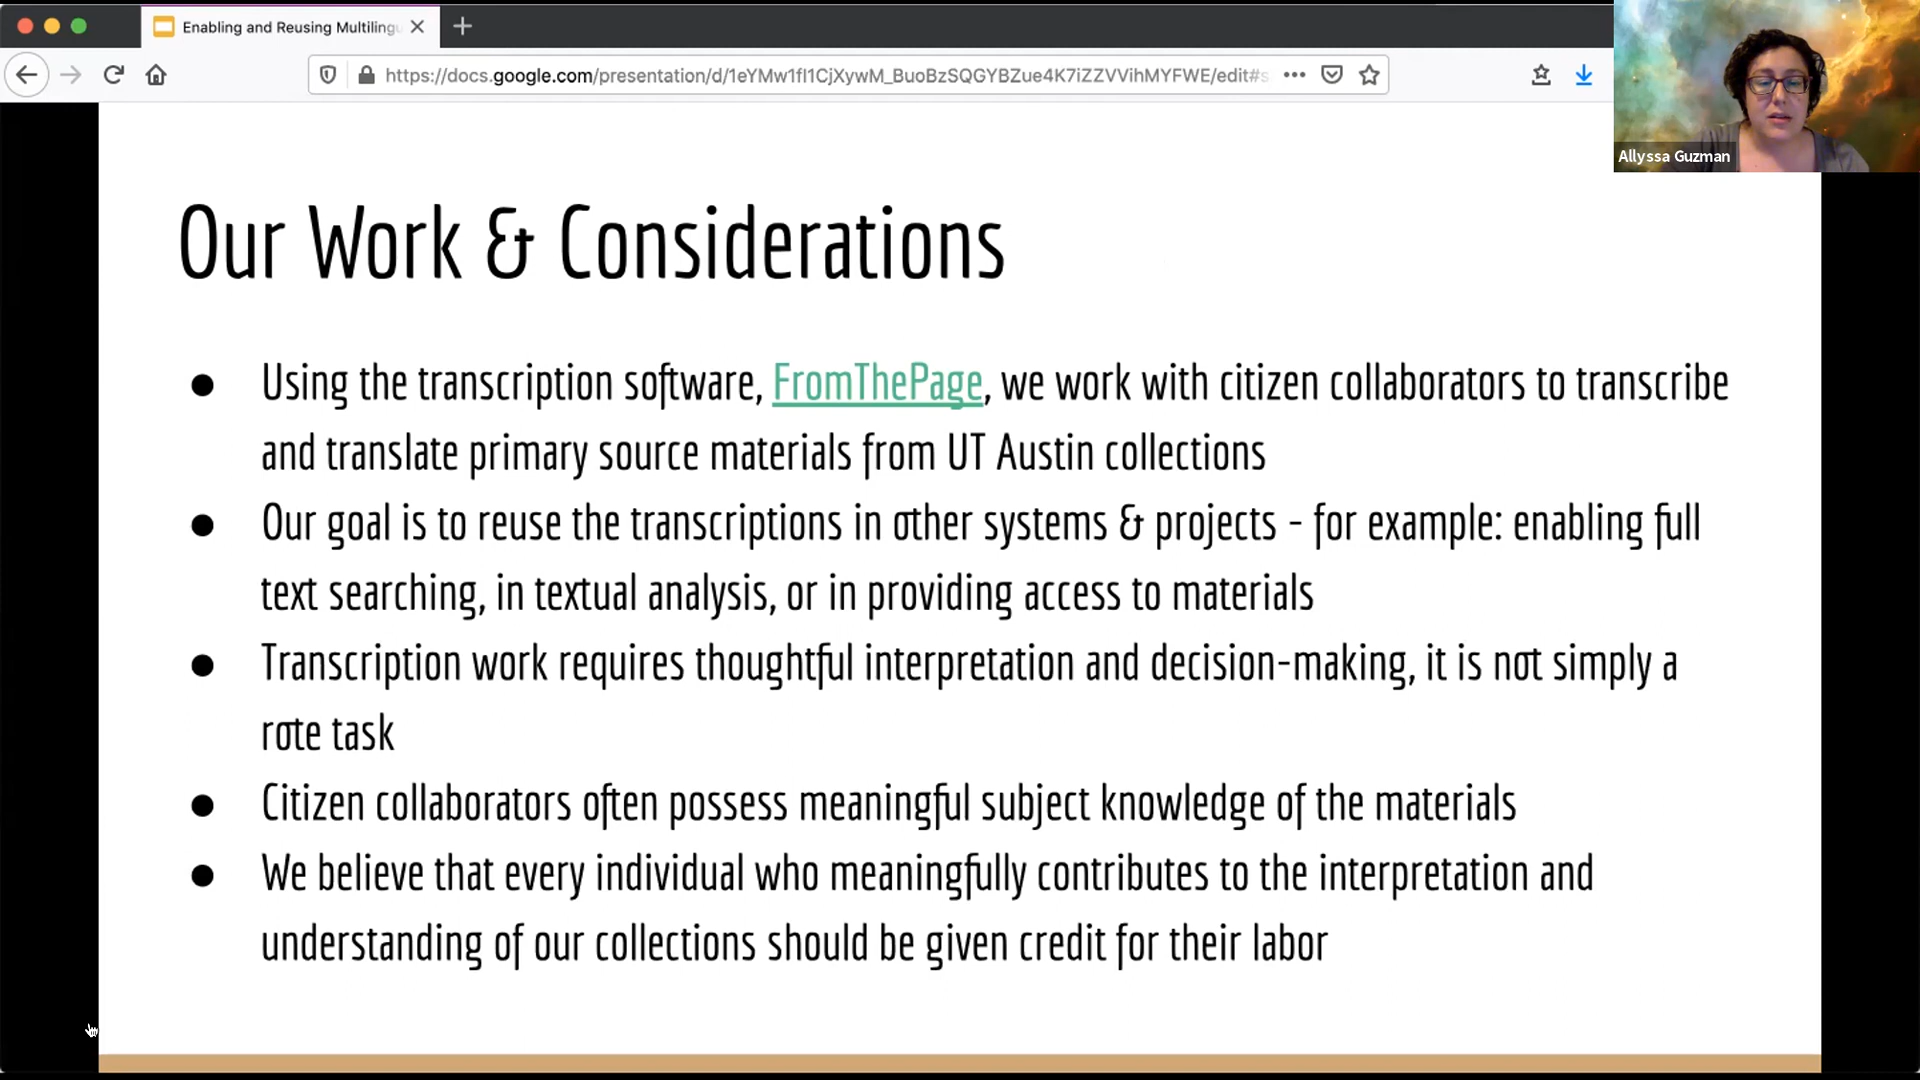 Enabling and Reusing Multiling
https://docs.google.com/presentation/d/1eYMw1fI1CjXywM_BuoBzSQGYBZue4K7iZZVVihMYFWE/edit#s
Allyssa Guzman
Our Work & Considerations
● Using the transcription software, FromThePage, we work with citizen collaborators to transcribe
and translate primary source materials from UT Austin collections
● Our goal is to reuse the transcriptions in other systems & projects - for example: enabling full
text searching, in textual analysis, or in providing access to materials
● Transcription work requires thoughtful interpretation and decision-making, it is not simply a
rote task
● Citizen collaborators often possess meaningful subject knowledge of the materials
● We believe that every individual who meaningfully contributes to the interpretation and
understanding of our collections should be given credit for their labor